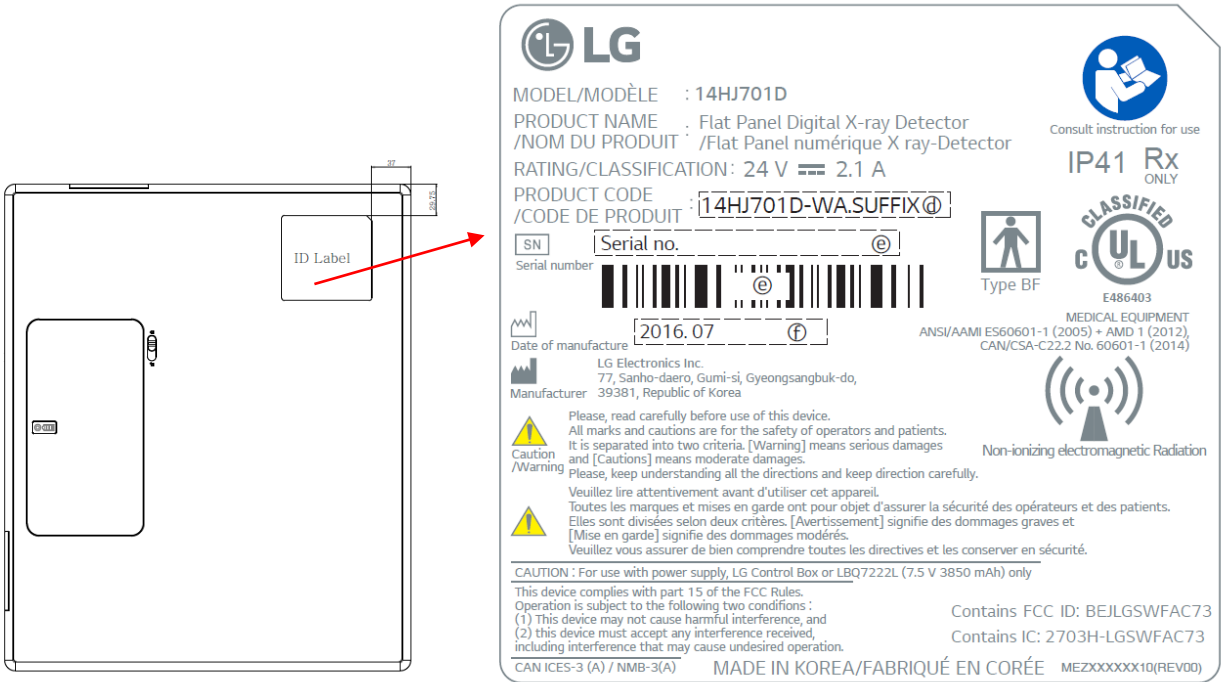 37
29.75
ID Label
LG
MODEL/MODÈLE : 14HJ701D
PRODUCT NAME : Flat Panel Digital X-ray Detector
/NOM DU PRODUIT /Flat Panel numérique X ray-Detector
RATING/CLASSIFICATION : 24 V 2.1 A
PRODUCT CODE
/CODE DE PRODUIT : 14HJ701D-WA.SUFFIX ⓓ
SN Serial no. ⓔ
Serial number
ⓔ
2016. 07 ⓕ
Date of manufacture
LG Electronics Inc.
77, Sanho-daero, Gumi-si, Gyeongsangbuk-do,
Manufacturer 39381, Republic of Korea
Consult instruction for use
IP41 Rx
ONLY
Type BF
CLASSIFIED
C UL US
®
E486403
MEDICAL EQUIPMENT
ANSI/AAMI ES60601-1 (2005) + AMD 1 (2012),
CAN/CSA-C22.2 No. 60601-1 (2014)
Non-ionizing electromagnetic Radiation
Caution
/Warning
Please, read carefully before use of this device.
All marks and cautions are for the safety of operators and patients.
It is separated into two criteria. [Warning] means serious damages
and [Cautions] means moderate damages.
Please, keep understanding all the directions and keep direction carefully.
Veuillez lire attentivement avant d'utiliser cet appareil.
Toutes les marques et mises en garde ont pour objet d'assurer la sécurité des opérateurs et des patients.
Elles sont divisées selon deux critères. [Avertissement] signifie des dommages graves et
[Mise en garde] signifie des dommages modérés.
Veuillez vous assurer de bien comprendre toutes les directives et les conserver en sécurité.
CAUTION : For use with power supply, LG Control Box or LBQ7222L (7.5 V 3850 mAh) only
This device complies with part 15 of the FCC Rules.
Operation is subject to the following two condifions :
(1) This device may not cause harmful interference, and
(2) this device must accept any interference received,
including interference that may cause undesired operation.
Contains FCC ID: BEJLGSWFAC73
Contains IC: 2703H-LGSWFAC73
CAN ICES-3 (A) / NMB-3(A)
MADE IN KOREA/FABRIQUÉ EN CORÉE MEZXXXXXX10(REV00)